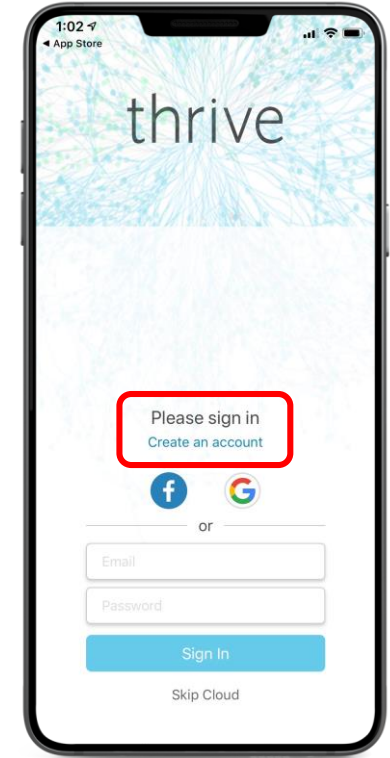 1:02
◀ App Store
thrive
Please sign in
Create an account
f G
or
Email
Password
Sign In
Skip Cloud